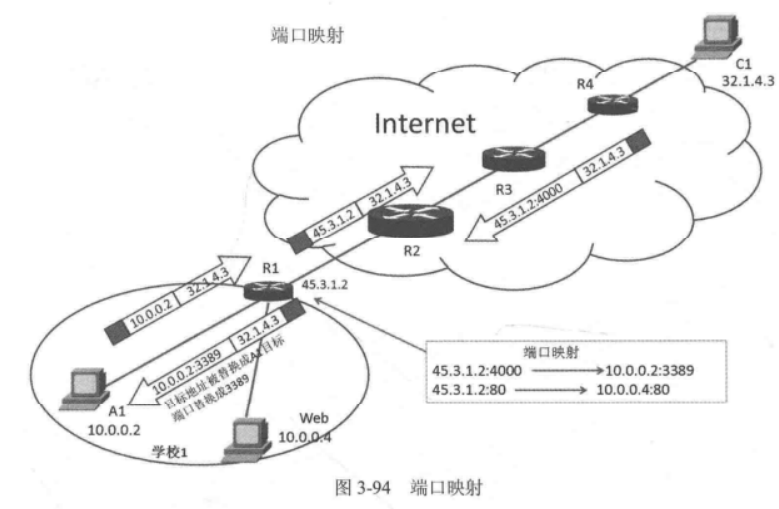 端口映射
C1
32.1.4.3
R4
Internet
R3
32.1.4.3
45.3.1.2:4000
45.3.1.2
32.1.4.3
R2
R1
45.3.1.2
10.0.0.2
32.1.4.3
10.0.0.2:3389
32.1.4.3
目标地址被替换成A1目标
端口替换成3389
端口映射
45.3.1.2:4000 10.0.0.2:3389
45.3.1.2:80 10.0.0.4:80
A1
10.0.0.2
Web
10.0.0.4
学校1
图 3-94 端口映射